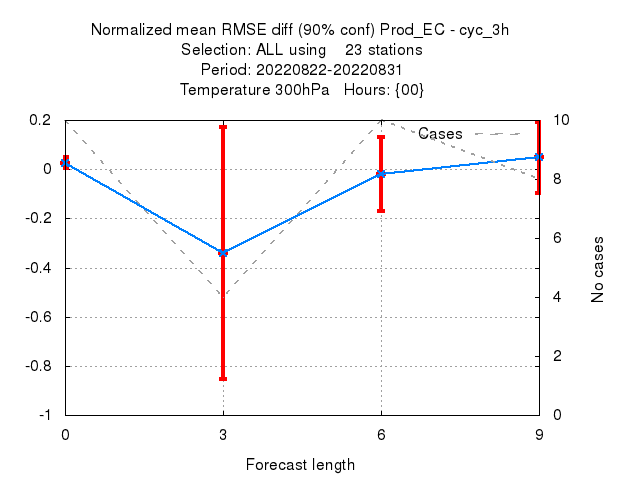 Normalized mean RMSE diff (90% conf) Prod_EC - cyc_3h
Selection: ALL using    23 stations
Period: 20220822-20220831
Temperature 300hPa   Hours: {00}
Cases
0.2
0
-0.2
-0.4
-0.6
-0.8
-1
10
8
6
4
2
0
No cases
0 3 6 9
Forecast length